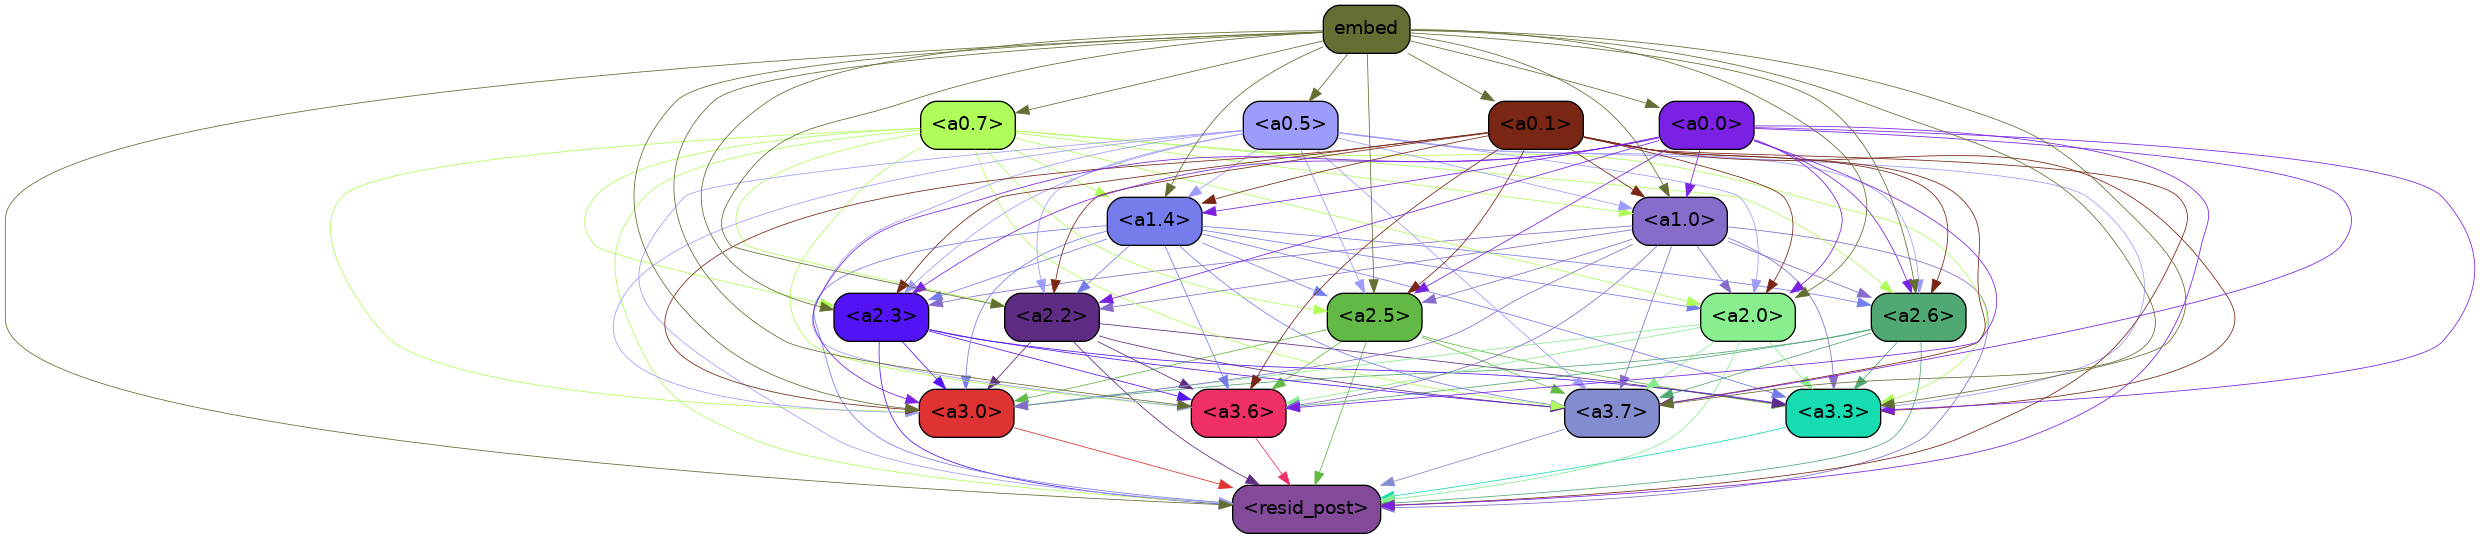 embed
<a0.7> <a0.5> <a0.1> <a0.0>
<a1.4> <a1.0>
<a2.3> <a2.2> <a2.5> <a2.0> <a2.6>
<a3.0> <a3.6> <a3.7> <a3.3>
<resid_post>